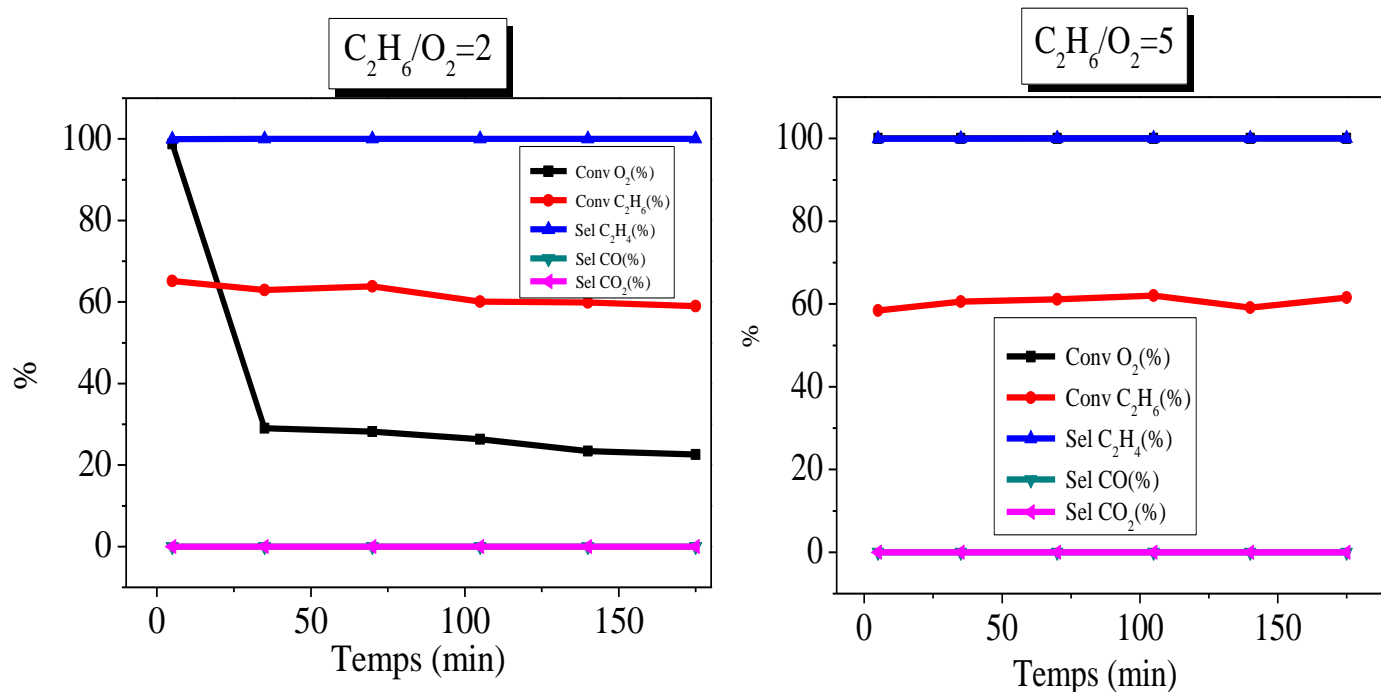 C₂H₆/O₂=2
100
80
60
40
20
0
%
Conv O₂(%)
Conv C₂H₆(%)
Sel C₂H₄(%)
Sel CO(%)
Sel CO₂(%)
0 50 100 150
Temps (min)
C₂H₆/O₂=5
100
80
60
40
20
0
%
Conv O₂(%)
Conv C₂H₆(%)
Sel C₂H₄(%)
Sel CO(%)
Sel CO₂(%)
0 50 100 150
Temps (min)